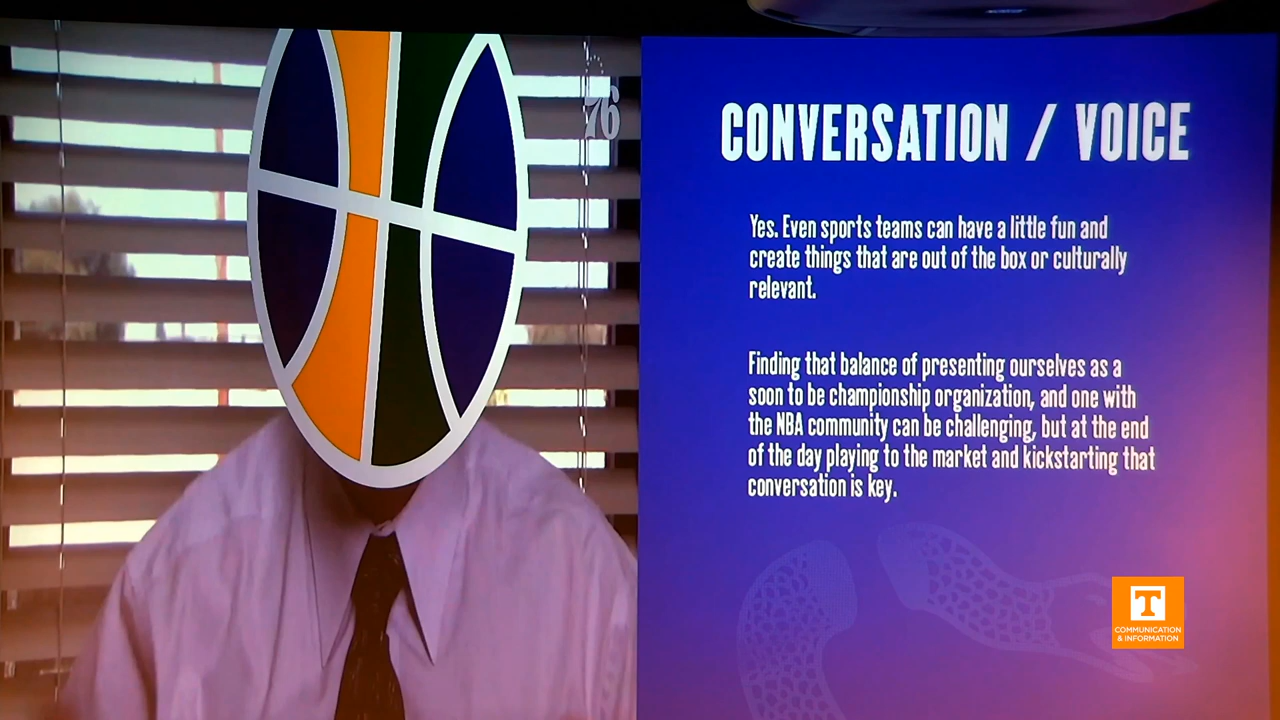 76
CONVERSATION / VOICE
Yes. Even sports teams can have a little fun and
create things that are out of the box or culturally
relevant.
Finding that balance of presenting ourselves as a
soon to be championship organization, and one with
the NBA community can be challenging, but at the end
of the day playing to the market and kickstarting that
conversation is key.
T
COMMUNICATION
& INFORMATION